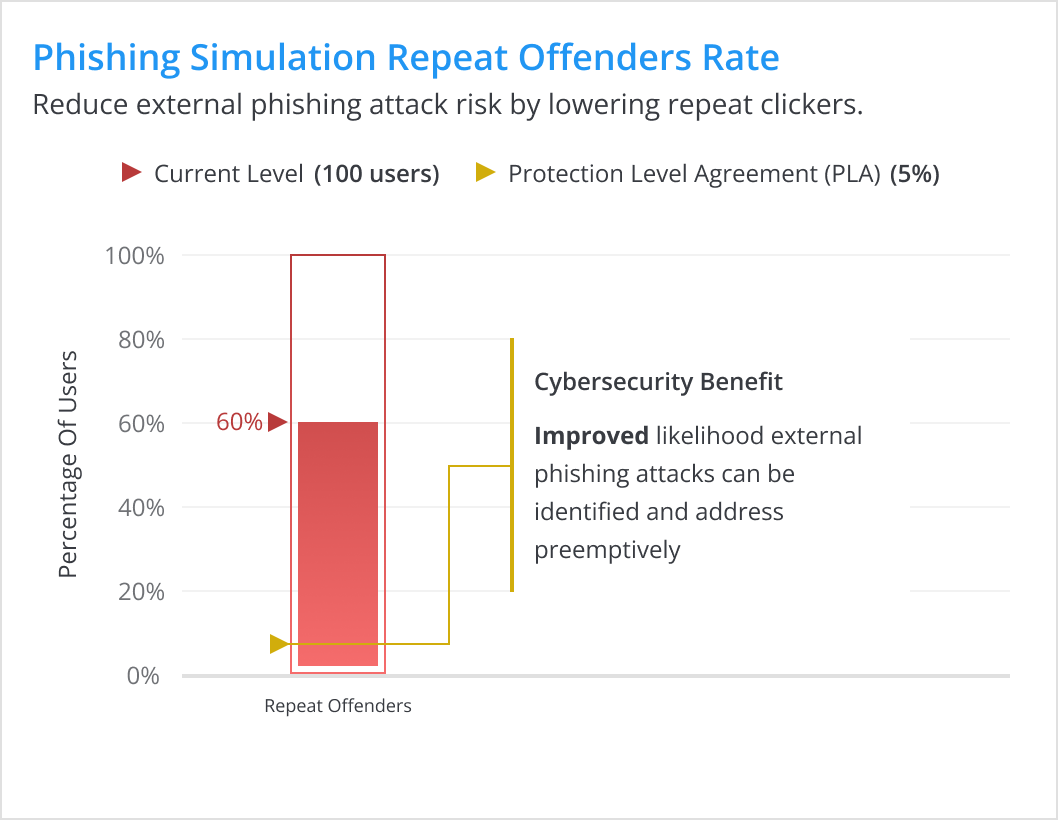 Phishing Simulation Repeat Offenders Rate
Reduce external phishing attack risk by lowering repeat clickers.
Current Level (100 users)
Protection Level Agreement (PLA) (5%)
100%
80%
60%
40%
20%
0%
Percentage Of Users
60%
Cybersecurity Benefit
Improved likelihood external
phishing attacks can be
identified and address
preemptively
Repeat Offenders